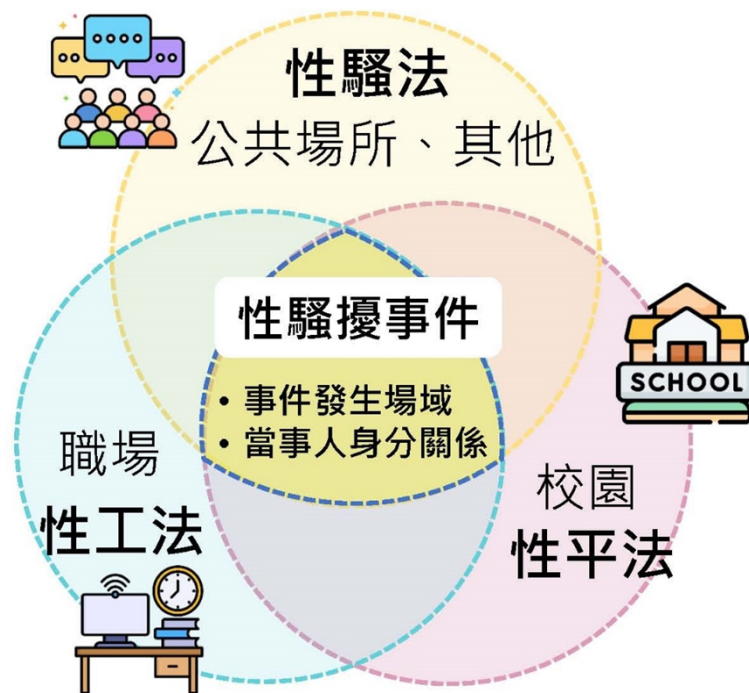 性騷法
公共場所、其他
性騷擾事件
• 事件發生場域
• 當事人身分關係
SCHOOL
職場
性工法
校園
性平法